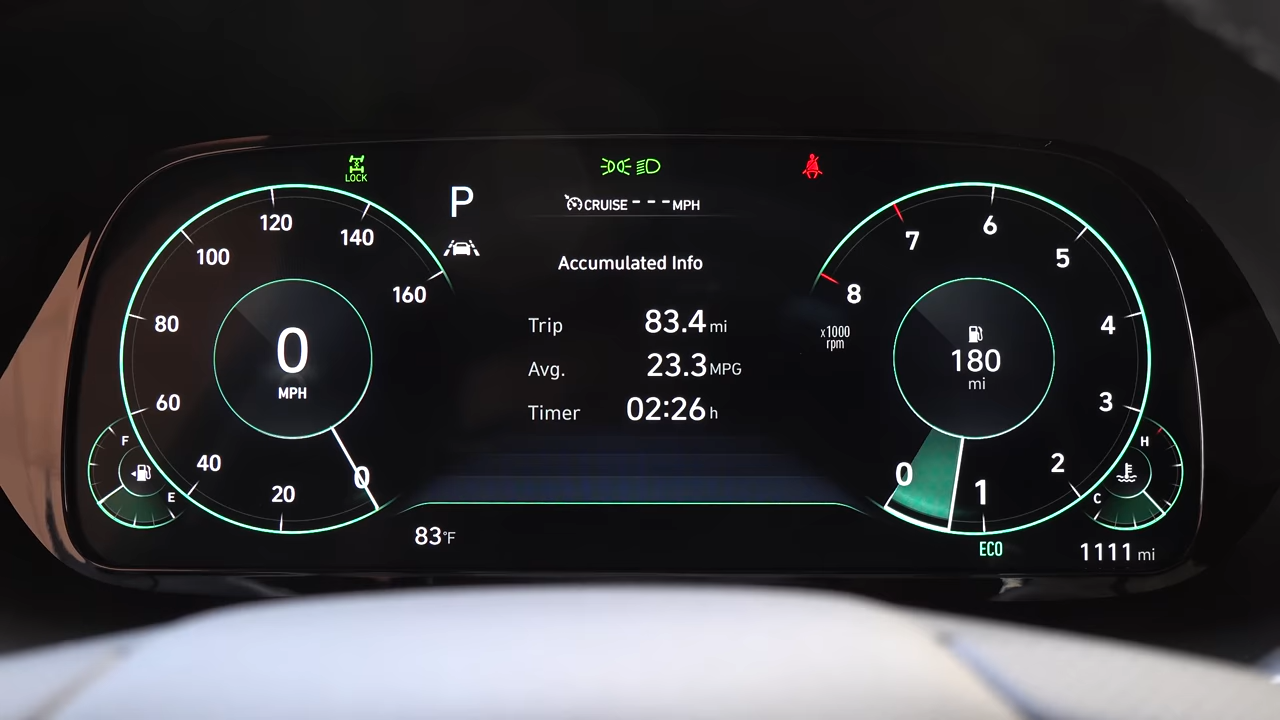 LOCK
P
CRUISE - - - MPH
120
140
100
160
80
60
40
20
0
0
MPH
F
E
Accumulated Info
Trip 83.4 mi
Avg. 23.3 MPG
Timer 02:26 h
83°F
6
7
5
8
4
x1000
rpm
3
2
1
0
180
mi
H
C
ECO
1111 mi